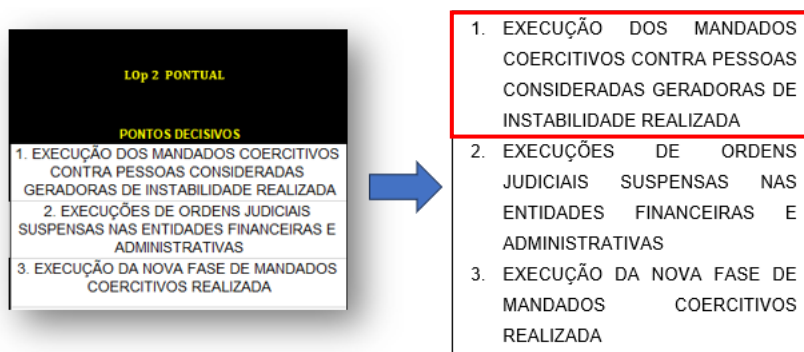 LOp 2 PONTUAL
PONTOS DECISIVOS
1. EXECUÇÃO DOS MANDADOS COERCITIVOS
CONTRA PESSOAS CONSIDERADAS
GERADORAS DE INSTABILIDADE REALIZADA
2. EXECUÇÕES DE ORDENS JUDICIAIS
SUSPENSAS NAS ENTIDADES FINANCEIRAS E
ADMINISTRATIVAS
3. EXECUÇÃO DA NOVA FASE DE MANDADOS
COERCITIVOS REALIZADA
1. EXECUÇÃO DOS MANDADOS
COERCITIVOS CONTRA PESSOAS
CONSIDERADAS GERADORAS DE
INSTABILIDADE REALIZADA
2. EXECUÇÕES DE ORDENS
JUDICIAIS SUSPENSAS NAS
ENTIDADES FINANCEIRAS E
ADMINISTRATIVAS
3. EXECUÇÃO DA NOVA FASE DE
MANDADOS COERCITIVOS
REALIZADA